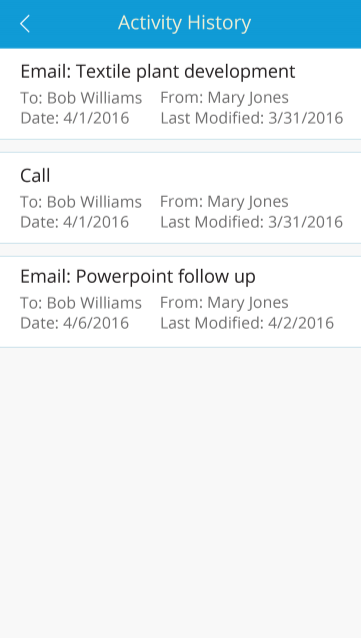 Activity History
Email: Textile plant development
To: Bob Williams From: Mary Jones
Date: 4/1/2016 Last Modified: 3/31/2016
Call
To: Bob Williams From: Mary Jones
Date: 4/1/2016 Last Modified: 3/31/2016
Email: Powerpoint follow up
To: Bob Williams From: Mary Jones
Date: 4/6/2016 Last Modified: 4/2/2016